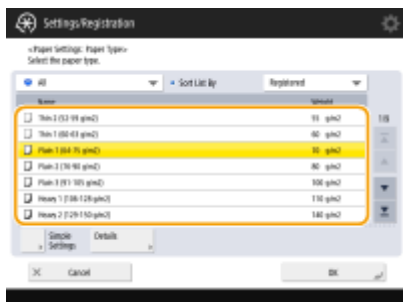 Settings/Registration
<Paper Settings: Paper Type>
Select the paper type.
All
Sort List By
Registered
Name
Weight
Thin 2 (52-59 g/m2)
55 g/m2
1/6
Thin 1 (60-63 g/m2)
60 g/m2
Plain 1 (64-75 g/m2)
70 g/m2
Plain 2 (76-90 g/m2)
80 g/m2
Plain 3 (91-105 g/m2)
100 g/m2
Heavy 1 (106-128 g/m2)
110 g/m2
Heavy 2 (129-150 g/m2)
140 g/m2
Simple
Settings
Details
Cancel
OK